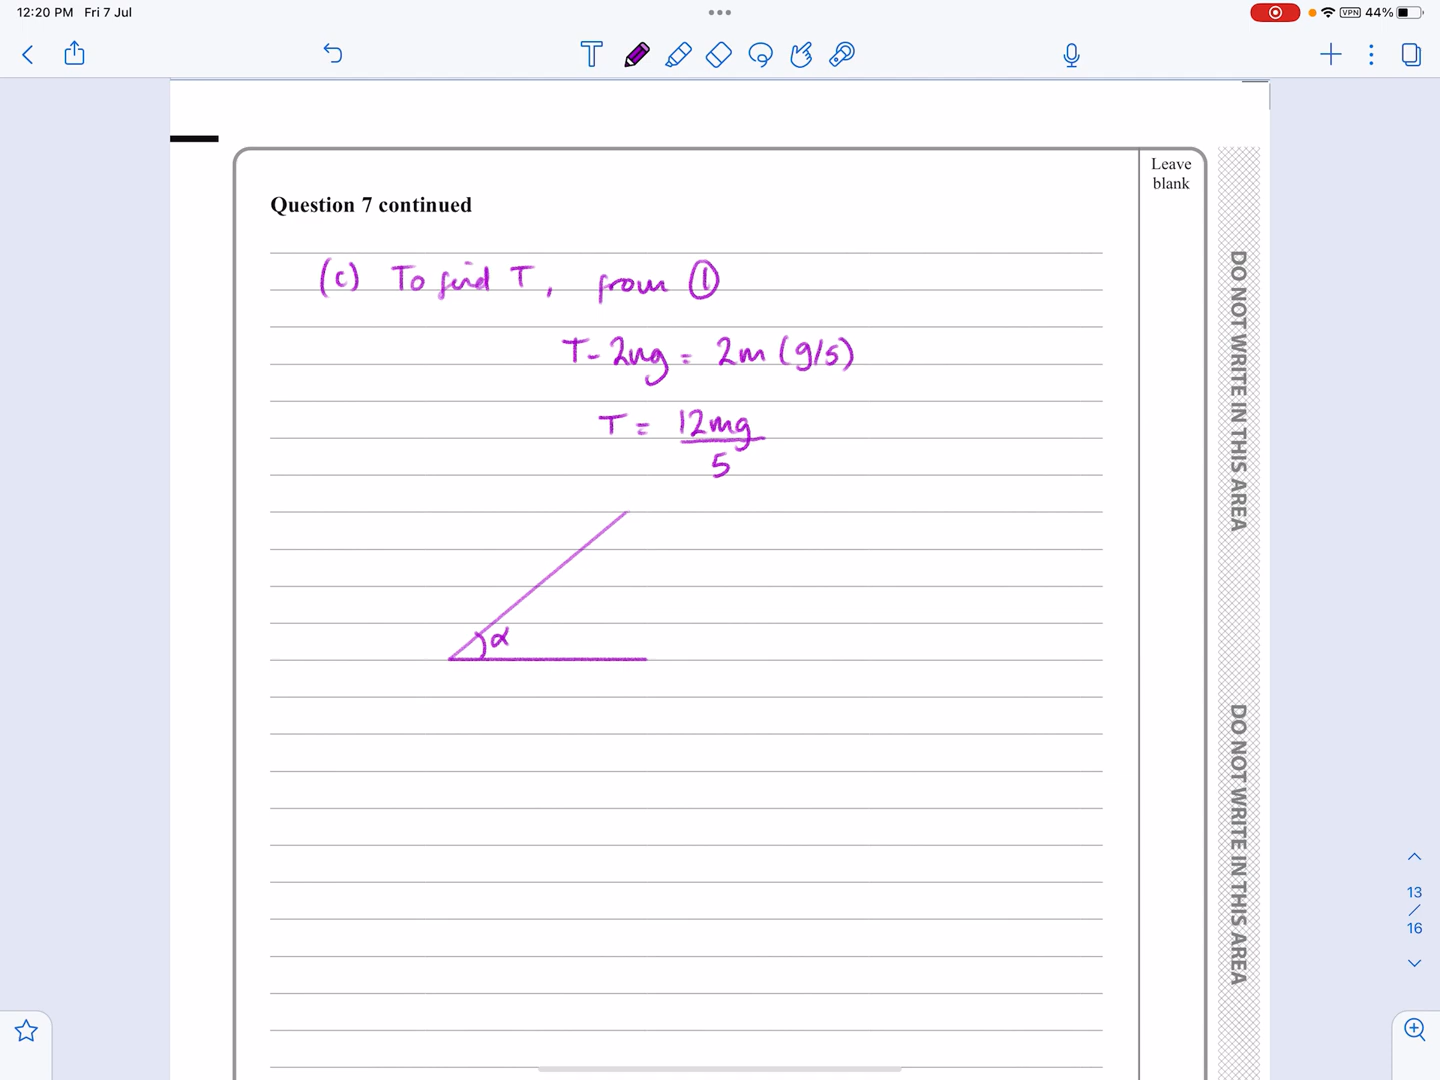 12:20 PM Fri 7 Jul
VPN 44%
T
Leave
blank
Question 7 continued
(c) To find T, from ①
T - 2mg = 2m (g/5)
T = 12mg
5
α
DO NOT WRITE IN THIS AREA
DO NOT WRITE IN THIS AREA
13
/
16